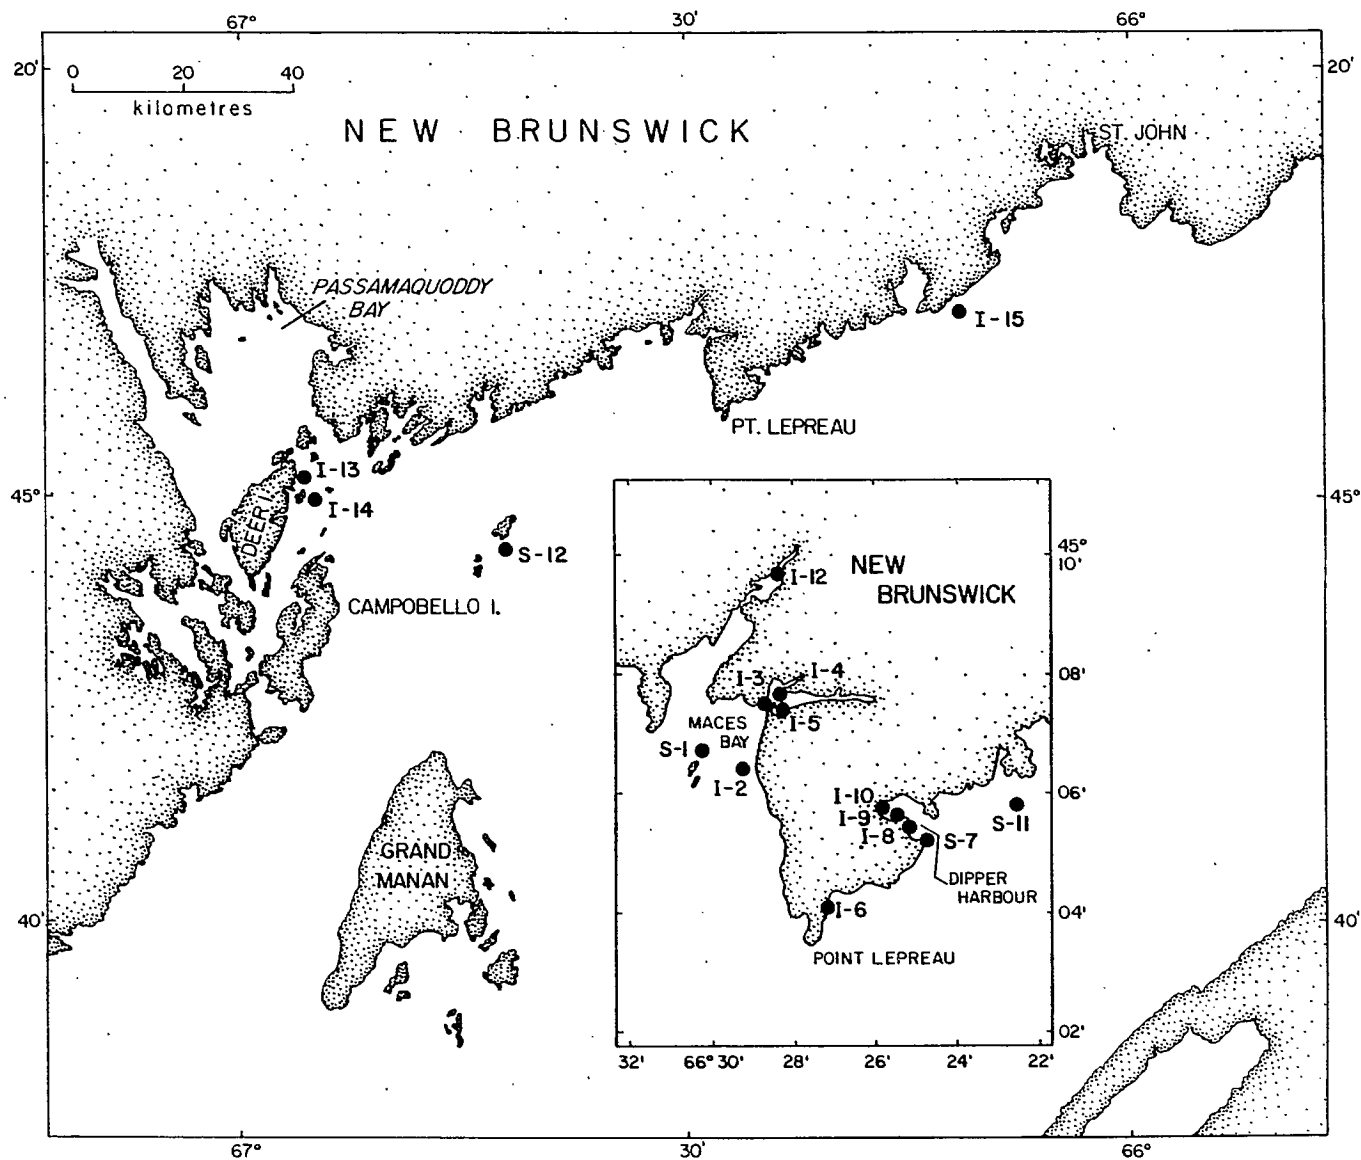 67° 30' 66°
20' 20'
0 20 40
kilometres
NEW BRUNSWICK
ST. JOHN
PASSAMAQUODDY
BAY
I-15
PT. LEPREAU
I-13
45° 45°
I-14
DEER I.
S-12
CAMPOBELLO I.
45°
10'
NEW
BRUNSWICK
I-12
I-3 I-4
08'
I-5
MACES
BAY
S-1
I-2
06'
I-10
I-9
I-8
S-7
S-11
DIPPER
HARBOUR
I-6
04'
POINT LEPREAU
02'
32' 66°30' 28' 26' 24' 22'
GRAND
MANAN
40' 40'
67° 30' 66°